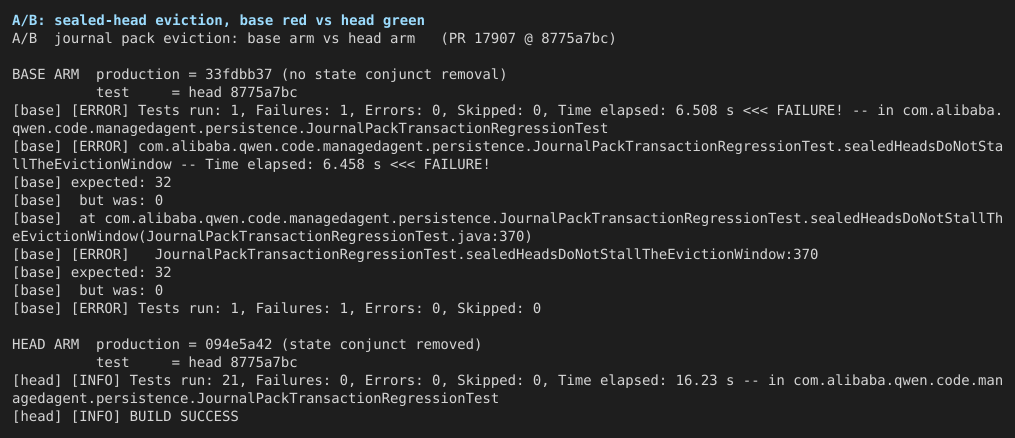 A/B: sealed-head eviction, base red vs head green
A/B  journal pack eviction: base arm vs head arm   (PR 17907 @ 8775a7bc)

BASE ARM  production = 33fdbb37 (no state conjunct removal)
          test     = head 8775a7bc
[base] [ERROR] Tests run: 1, Failures: 1, Errors: 0, Skipped: 0, Time elapsed: 6.508 s <<< FAILURE! -- in com.alibaba.
qwen.code.managedagent.persistence.JournalPackTransactionRegressionTest
[base] [ERROR] com.alibaba.qwen.code.managedagent.persistence.JournalPackTransactionRegressionTest.sealedHeadsDoNotSta
llTheEvictionWindow -- Time elapsed: 6.458 s <<< FAILURE!
[base] expected: 32
[base]  but was: 0
[base]  at com.alibaba.qwen.code.managedagent.persistence.JournalPackTransactionRegressionTest.sealedHeadsDoNotStallTh
eEvictionWindow(JournalPackTransactionRegressionTest.java:370)
[base] [ERROR]   JournalPackTransactionRegressionTest.sealedHeadsDoNotStallTheEvictionWindow:370
[base] expected: 32
[base]  but was: 0
[base] [ERROR] Tests run: 1, Failures: 1, Errors: 0, Skipped: 0

HEAD ARM  production = 094e5a42 (state conjunct removed)
          test     = head 8775a7bc
[head] [INFO] Tests run: 21, Failures: 0, Errors: 0, Skipped: 0, Time elapsed: 16.23 s -- in com.alibaba.qwen.code.man
agedagent.persistence.JournalPackTransactionRegressionTest
[head] [INFO] BUILD SUCCESS